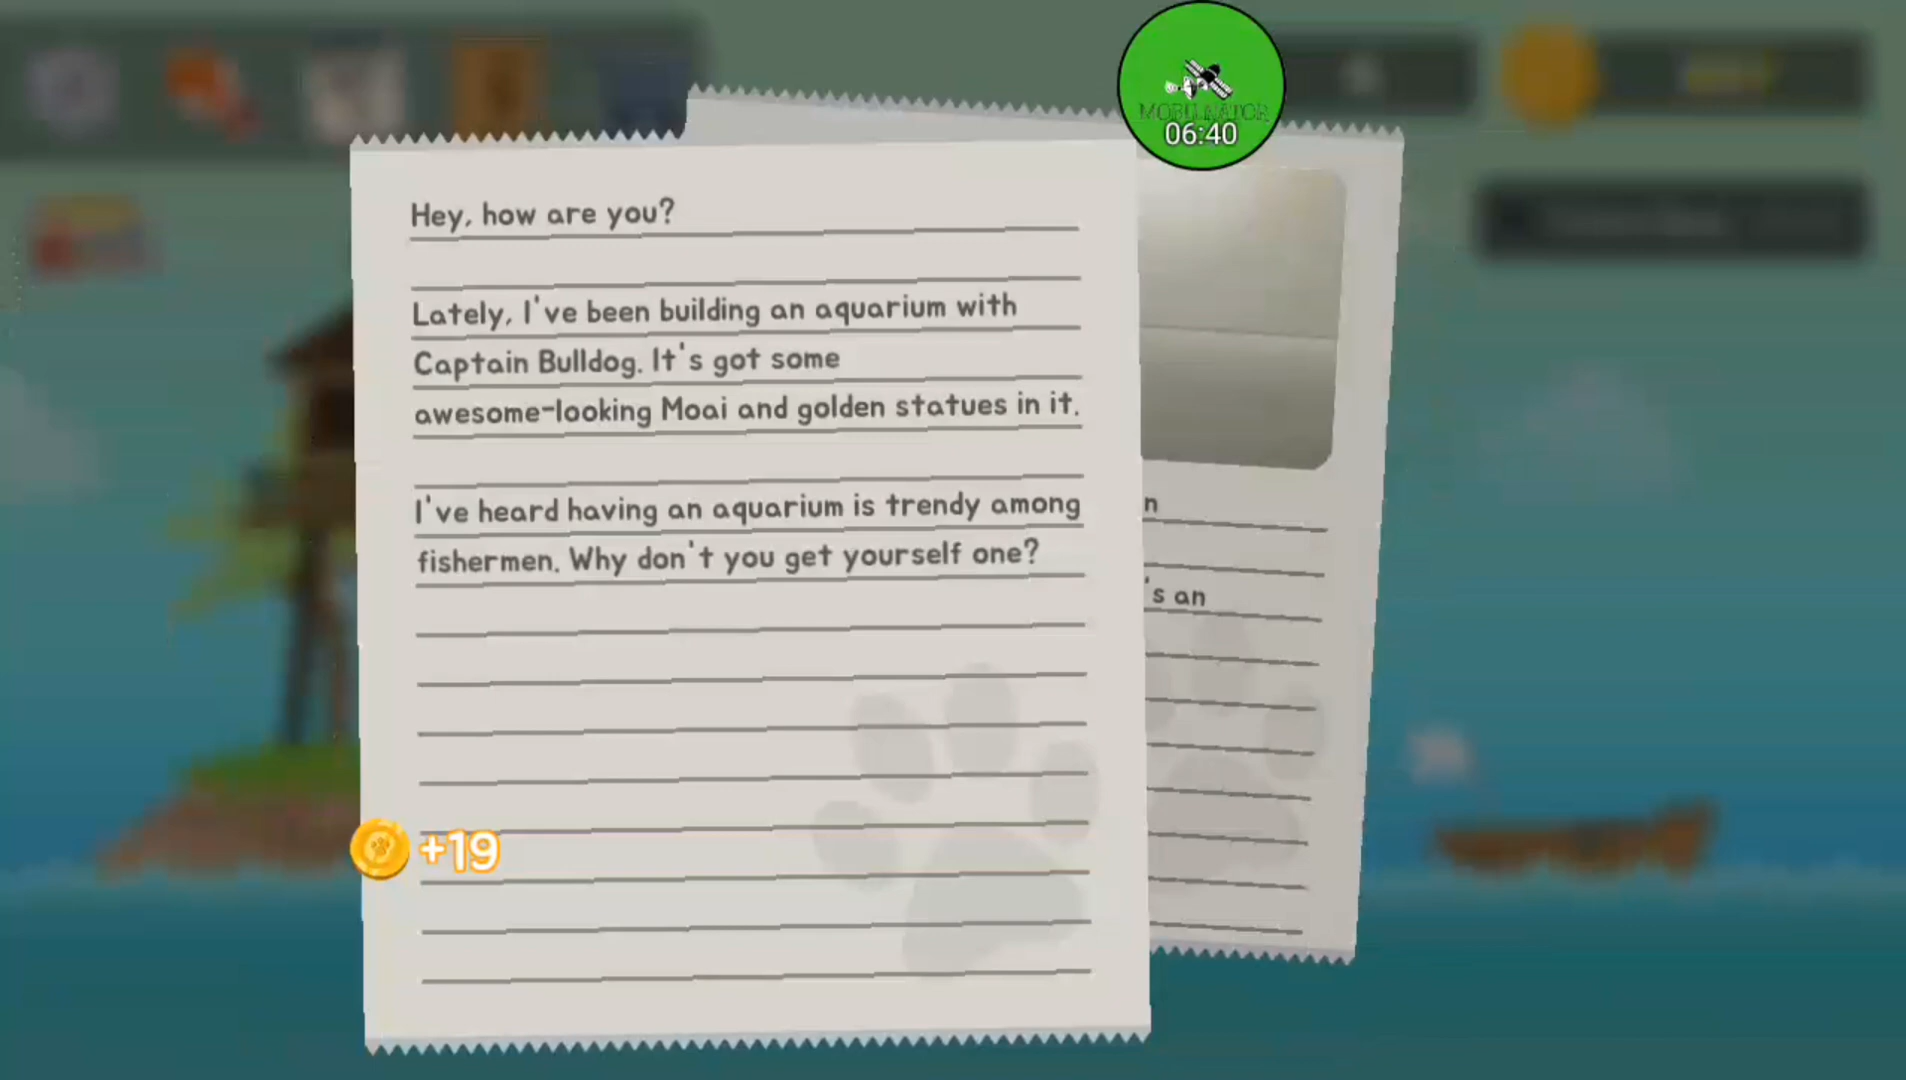 MOBILNATOR
06:40
Hey, how are you?
Lately, I've been building an aquarium with
Captain Bulldog. It's got some
awesome-looking Moai and golden statues in it.
I've heard having an aquarium is trendy among
fishermen. Why don't you get yourself one?
n
's an
+19